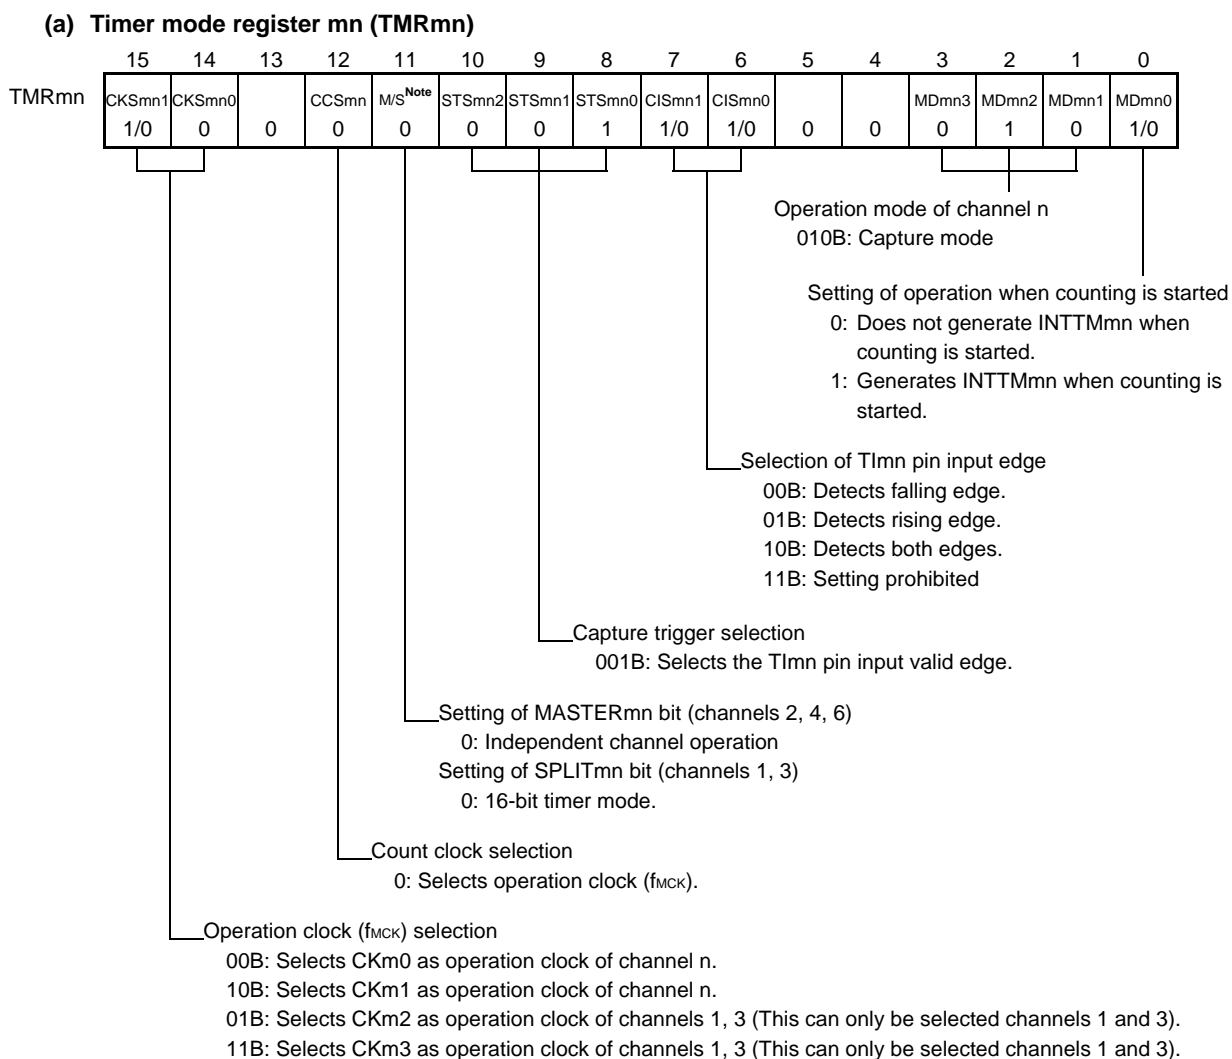 (a) Timer mode register mn (TMRmn)
15 14 13 12 11 10 9 8 7 6 5 4 3 2 1 0
TMRmn CKSmn1 CKSmn0 CCSmn M/S Note STSmn2 STSmn1 STSmn0 CISmn1 CISmn0 MDmn3 MDmn2 MDmn1 MDmn0
1/0 0 0 0 0 0 0 1 1/0 1/0 0 0 0 1 0 1/0
Operation mode of channel n
010B: Capture mode
Setting of operation when counting is started
0: Does not generate INTTMmn when
counting is started.
1: Generates INTTMmn when counting is
started.
Selection of TImn pin input edge
00B: Detects falling edge.
01B: Detects rising edge.
10B: Detects both edges.
11B: Setting prohibited
Capture trigger selection
001B: Selects the TImn pin input valid edge.
Setting of MASTERmn bit (channels 2, 4, 6)
0: Independent channel operation
Setting of SPLITmn bit (channels 1, 3)
0: 16-bit timer mode.
Count clock selection
0: Selects operation clock (fMCK).
Operation clock (fMCK) selection
00B: Selects CKm0 as operation clock of channel n.
10B: Selects CKm1 as operation clock of channel n.
01B: Selects CKm2 as operation clock of channels 1, 3 (This can only be selected channels 1 and 3).
11B: Selects CKm3 as operation clock of channels 1, 3 (This can only be selected channels 1 and 3).